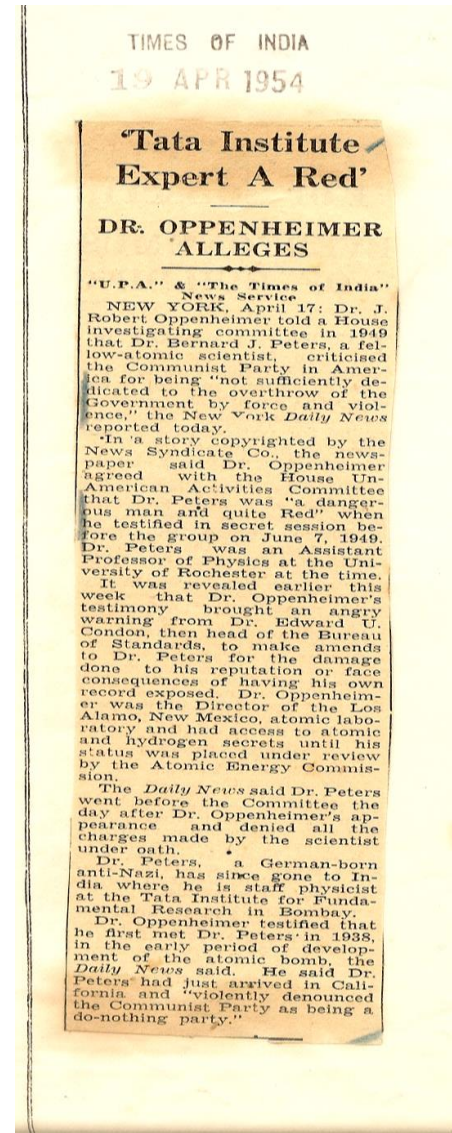 TIMES OF INDIA
19 APR 1954
'Tata Institute
Expert A Red'
DR. OPPENHEIMER
ALLEGES
"U.P.A." & "The Times of India"
News Service
NEW YORK, April 17: Dr. J.
Robert Oppenheimer told a House
investigating committee in 1949
that Dr. Bernard J. Peters, a fel-
low-atomic scientist, criticised
the Communist Party in Amer-
ica for being "not sufficiently de-
dicated to the overthrow of the
Government by force and viol-
ence," the New York Daily News
reported today.
In a story copyrighted by the
News Syndicate Co., the news-
paper said Dr. Oppenheimer
agreed with the House Un-
American Activities Committee
that Dr. Peters was "a danger-
ous man and quite Red" when
he testified in secret session be-
fore the group on June 7, 1949.
Dr. Peters was an Assistant
Professor of Physics at the Uni-
versity of Rochester at the time.
It was revealed earlier this
week that Dr. Oppenheimer's
testimony brought an angry
warning from Dr. Edward U.
Condon, then head of the Bureau
of Standards, to make amends
to Dr. Peters for the damage
done to his reputation or face
consequences of having his own
record exposed. Dr. Oppenheim-
er was the Director of the Los
Alamo, New Mexico, atomic labo-
ratory and had access to atomic
and hydrogen secrets until his
status was placed under review
by the Atomic Energy Commis-
sion.
The Daily News said Dr. Peters
went before the Committee the
day after Dr. Oppenheimer's ap-
pearance and denied all the
charges made by the scientist
under oath.
Dr. Peters, a German-born
anti-Nazi, has since gone to In-
dia where he is staff physicist
at the Tata Institute for Funda-
mental Research in Bombay.
Dr. Oppenheimer testified that
he first met Dr. Peters in 1938,
in the early period of develop-
ment of the atomic bomb, the
Daily News said. He said Dr.
Peters had just arrived in Cali-
fornia and "violently denounced
the Communist Party as being a
do-nothing party."